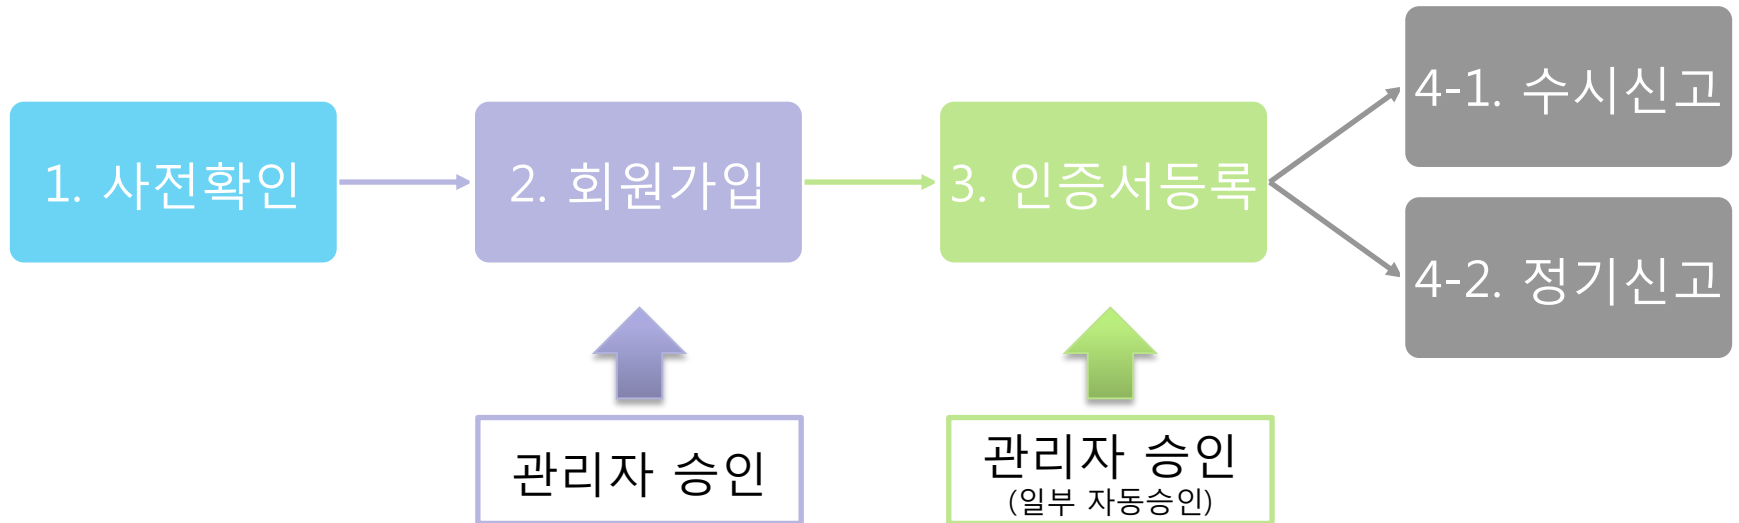 1. 사전확인
2. 회원가입
3. 인증서등록
4-1. 수시신고
4-2. 정기신고
관리자 승인
관리자 승인
(일부 자동승인)